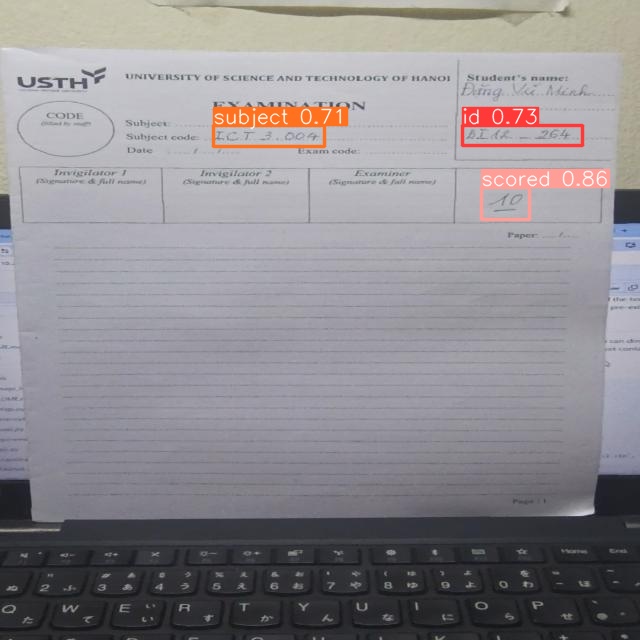 USTH
UNIVERSITY OF SCIENCE AND TECHNOLOGY OF HANOI
EXAMINATION
CODE
(filled by staff)
Subject:
subject 0.71
Subject code: ICT 3.004
Date ...../...../.....
Exam code:
Student's name:
Đặng Vũ Minh
id 0.73
BI12 - 264
Invigilator 1
(Signature & full name)
Invigilator 2
(Signature & full name)
Examiner
(Signature & full name)
scored 0.86
10
Paper: ...../.....
Page | 1
Home
End
Q W E R T Y U I O P